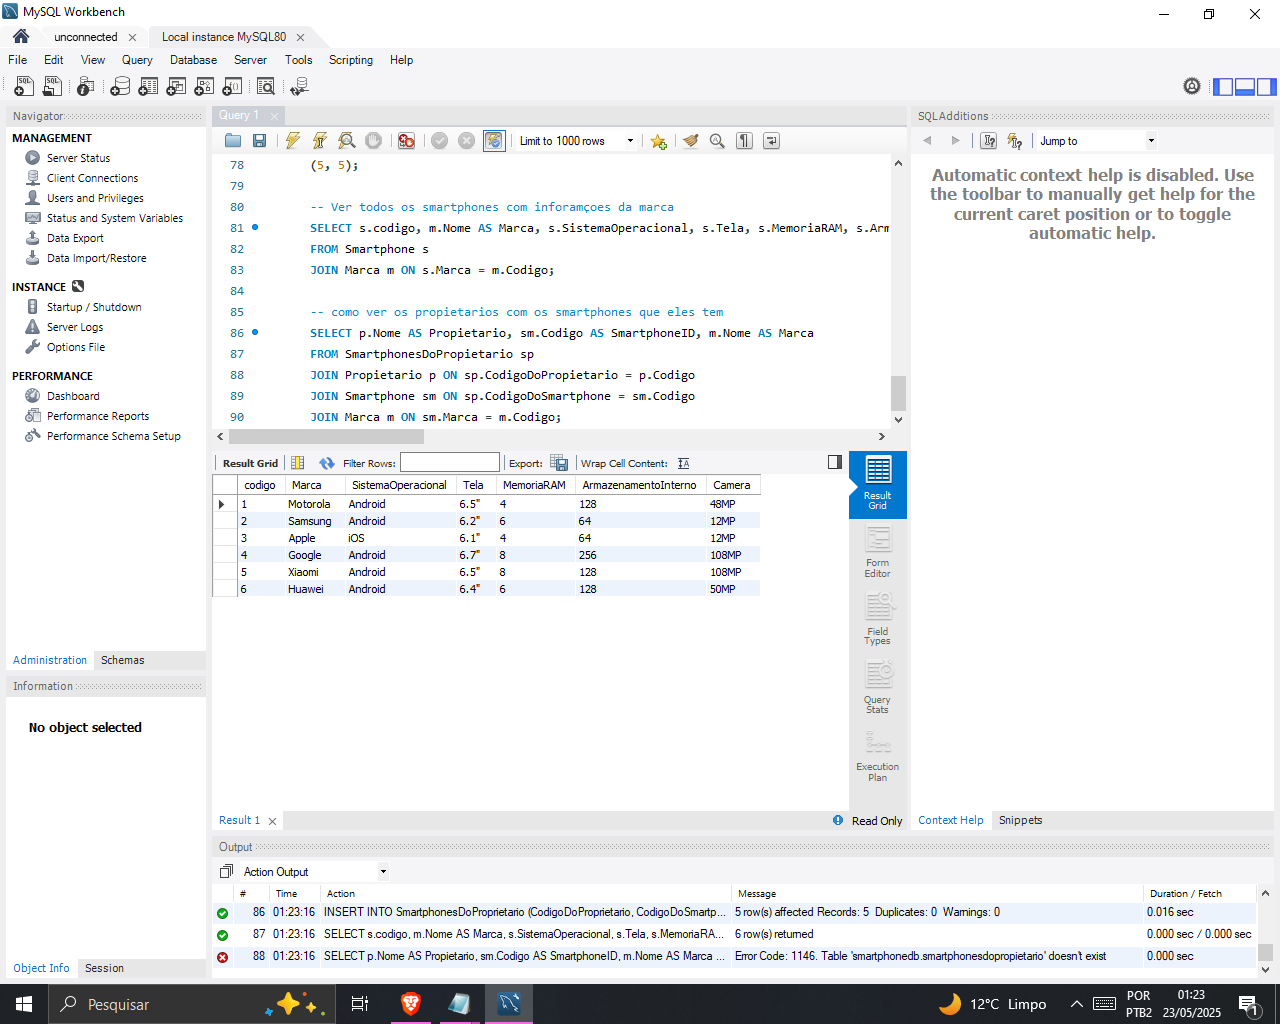 MySQL Workbench
unconnected
Local instance MySQL80
File Edit View Query Database Server Tools Scripting Help
Navigator
MANAGEMENT
Server Status
Client Connections
Users and Privileges
Status and System Variables
Data Export
Data Import/Restore
INSTANCE
Startup / Shutdown
Server Logs
Options File
PERFORMANCE
Dashboard
Performance Reports
Performance Schema Setup
Administration Schemas
Information
No object selected
Object Info Session
Query 1
Limit to 1000 rows
78 (5, 5);
79
80 -- Ver todos os smartphones com inforamçoes da marca
81 SELECT s.codigo, m.Nome AS Marca, s.SistemaOperacional, s.Tela, s.MemoriaRAM, s.Arm
82 FROM Smartphone s
83 JOIN Marca m ON s.Marca = m.Codigo;
84
85 -- como ver os propietarios com os smartphones que eles tem
86 SELECT p.Nome AS Propietario, sm.Codigo AS SmartphoneID, m.Nome AS Marca
87 FROM SmartphonesDoPropietario sp
88 JOIN Propietario p ON sp.CodigoDoPropietario = p.Codigo
89 JOIN Smartphone sm ON sp.CodigoDoSmartphone = sm.Codigo
90 JOIN Marca m ON sm.Marca = m.Codigo;
Result Grid Filter Rows: Export: Wrap Cell Content:
codigo Marca SistemaOperacional Tela MemoriaRAM ArmazenamentoInterno Camera
1 Motorola Android 6.5" 4 128 48MP
2 Samsung Android 6.2" 6 64 12MP
3 Apple iOS 6.1" 4 64 12MP
4 Google Android 6.7" 8 256 108MP
5 Xiaomi Android 6.5" 8 128 108MP
6 Huawei Android 6.4" 6 128 50MP
Result
Grid
Form
Editor
Field
Types
Query
Stats
Execution
Plan
Result 1
Read Only
SQLAdditions
Jump to
Automatic context help is disabled. Use
the toolbar to manually get help for the
current caret position or to toggle
automatic help.
Context Help Snippets
Output
Action Output
# Time Action Message Duration / Fetch
86 01:23:16 INSERT INTO SmartphonesDoProprietario (CodigoDoProprietario, CodigoDoSmartp... 5 row(s) affected Records: 5 Duplicates: 0 Warnings: 0 0.016 sec
87 01:23:16 SELECT s.codigo, m.Nome AS Marca, s.SistemaOperacional, s.Tela, s.MemoriaRA... 6 row(s) returned 0.000 sec / 0.000 sec
88 01:23:16 SELECT p.Nome AS Propietario, sm.Codigo AS SmartphoneID, m.Nome AS Marca ... Error Code: 1146. Table 'smartphonedb.smartphonesdopropietario' doesn't exist 0.000 sec
Pesquisar
12°C Limpo
POR
PTB2
01:23
23/05/2025
1